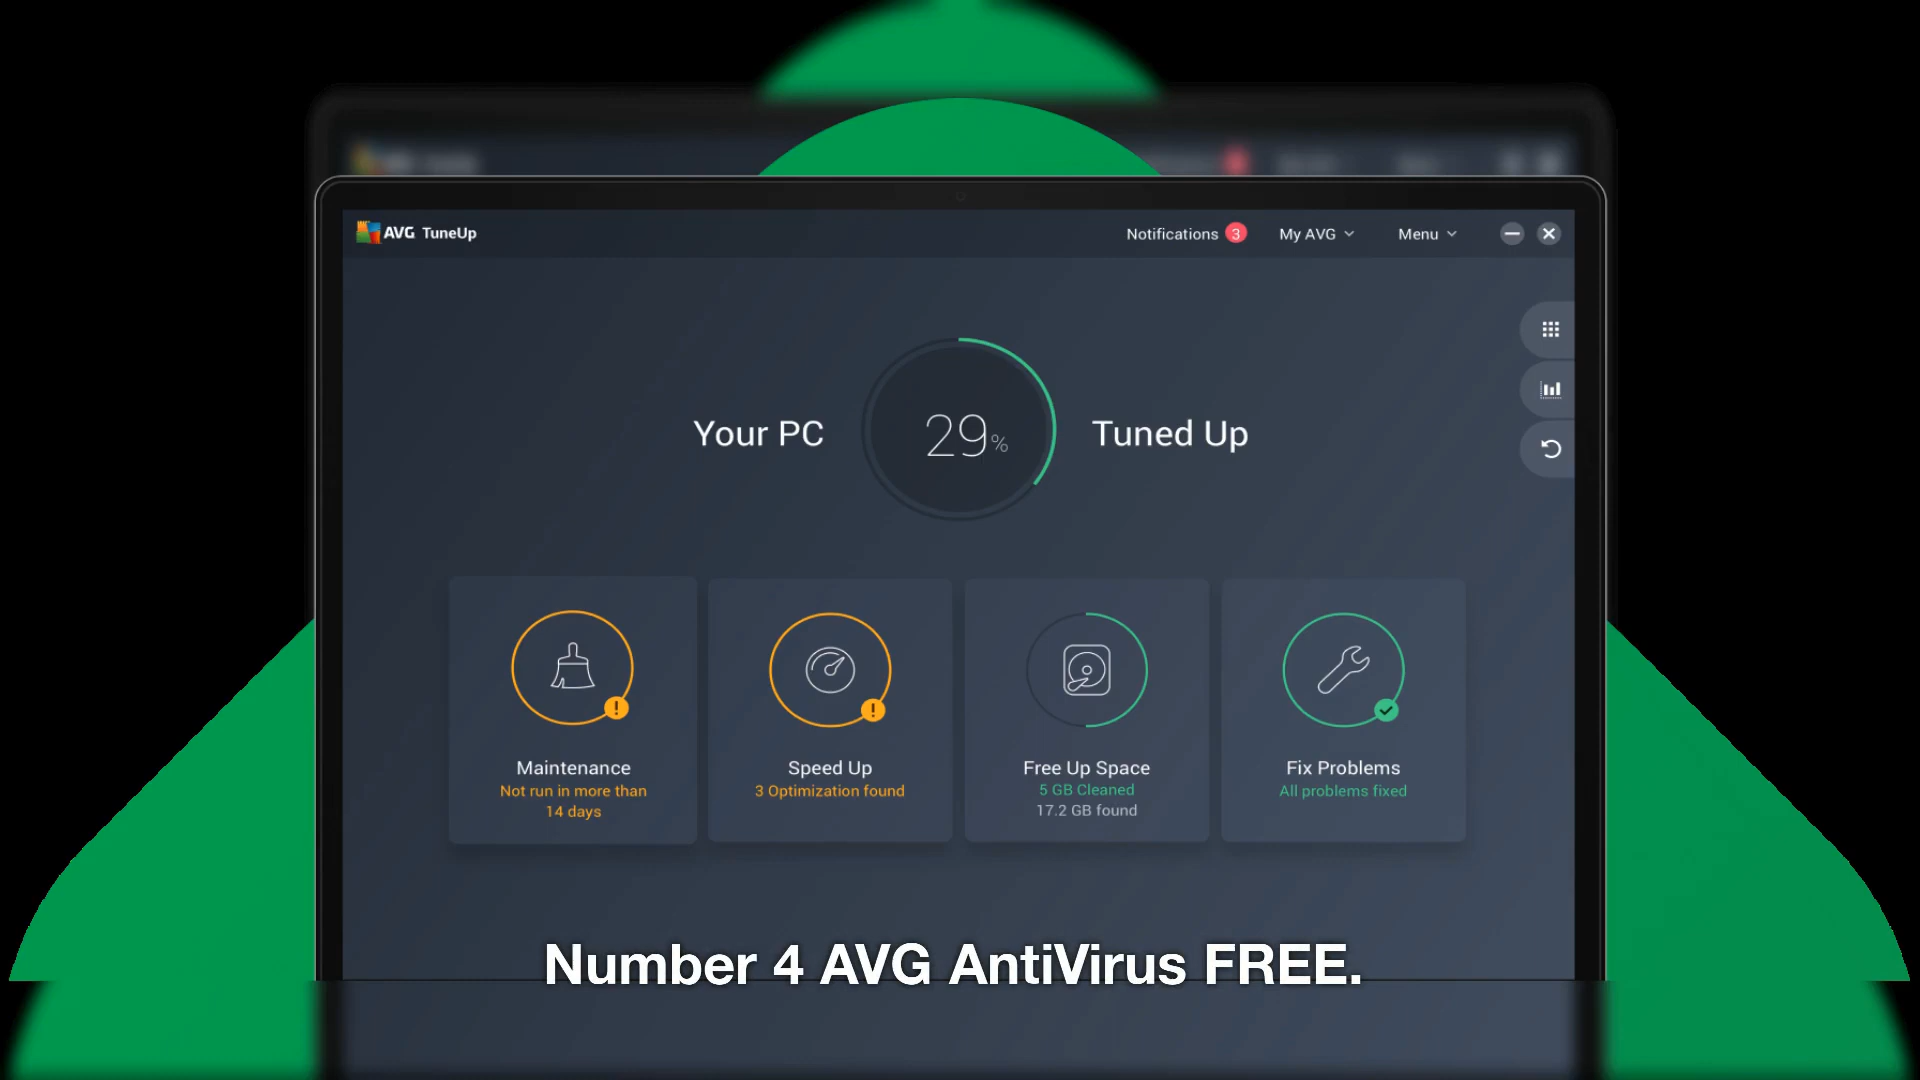 AVG TuneUp
Notifications 3
My AVG
Menu
Your PC
29%
Tuned Up
Maintenance
Not run in more than
14 days
Speed Up
3 Optimization found
Free Up Space
5 GB Cleaned
17.2 GB found
Fix Problems
All problems fixed
Number 4 AVG AntiVirus FREE.